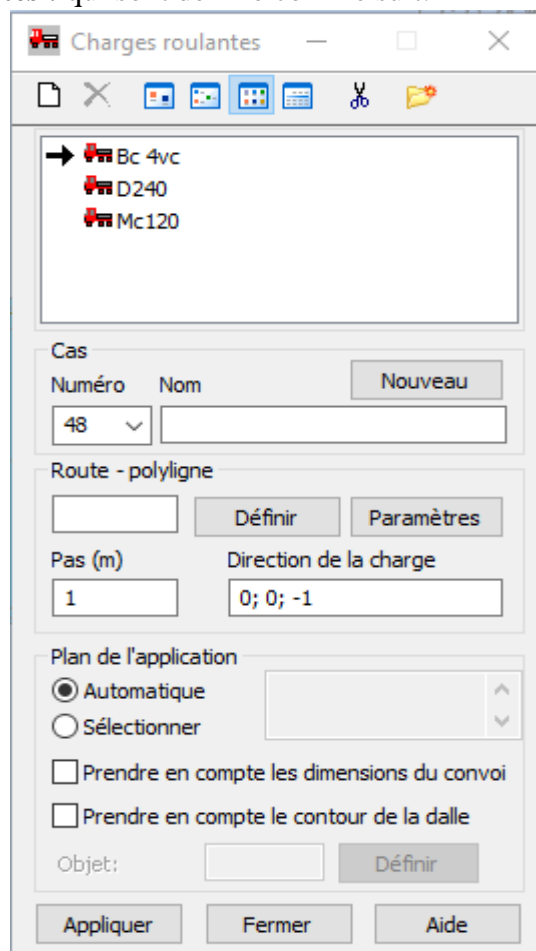 Charges roulantes
Bc 4vc
D240
Mc120
Cas
Numéro Nom Nouveau
48
Route - polyligne
Définir Paramètres
Pas (m) Direction de la charge
1 0; 0; -1
Plan de l'application
Automatique
Sélectionner
Prendre en compte les dimensions du convoi
Prendre en compte le contour de la dalle
Objet: Définir
Appliquer Fermer Aide